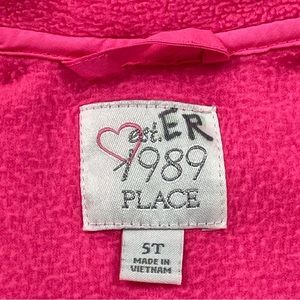 est. ER
1989
PLACE
5T
MADE IN
VIETNAM